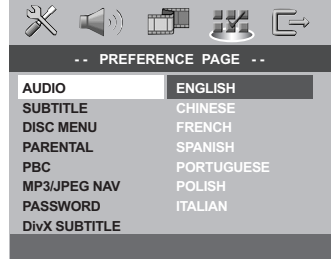 -- PREFERENCE PAGE --
AUDIO ENGLISH
SUBTITLE CHINESE
DISC MENU FRENCH
PARENTAL SPANISH
PBC PORTUGUESE
MP3/JPEG NAV POLISH
PASSWORD ITALIAN
DivX SUBTITLE